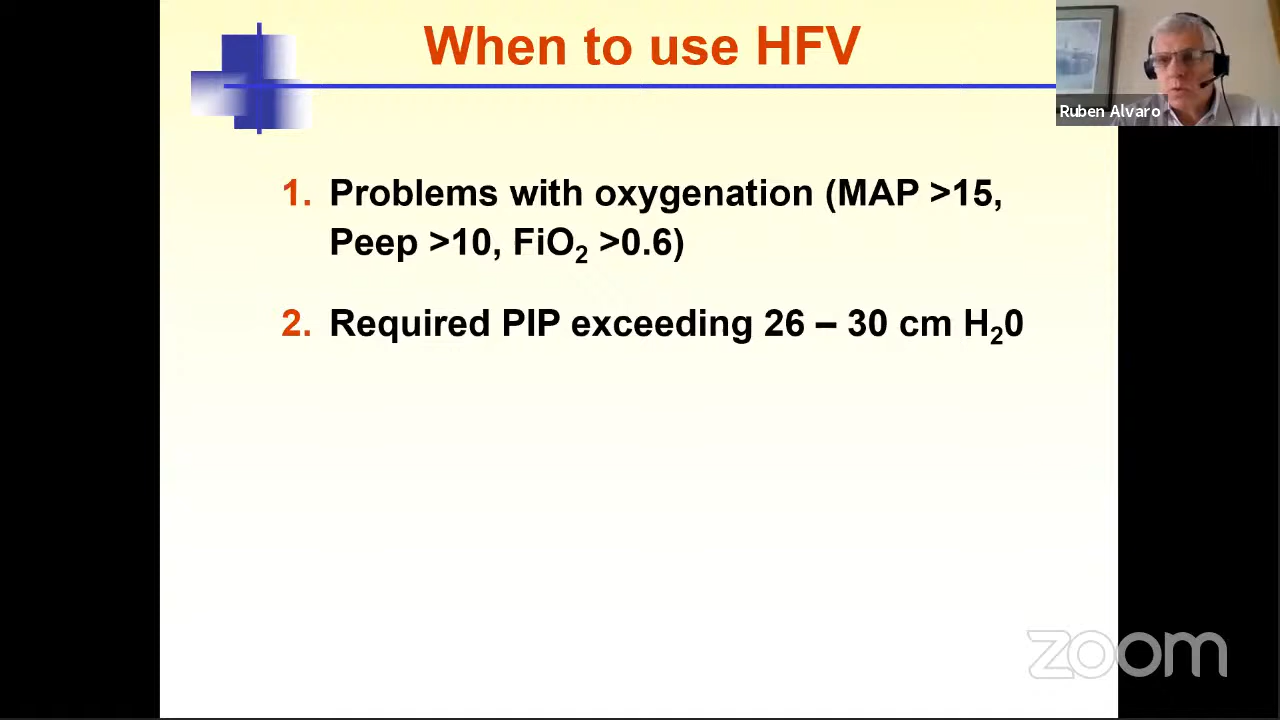 When to use HFV
Ruben Alvaro
1. Problems with oxygenation (MAP >15,
Peep >10, FiO₂ >0.6)
2. Required PIP exceeding 26 – 30 cm H₂0
zoom